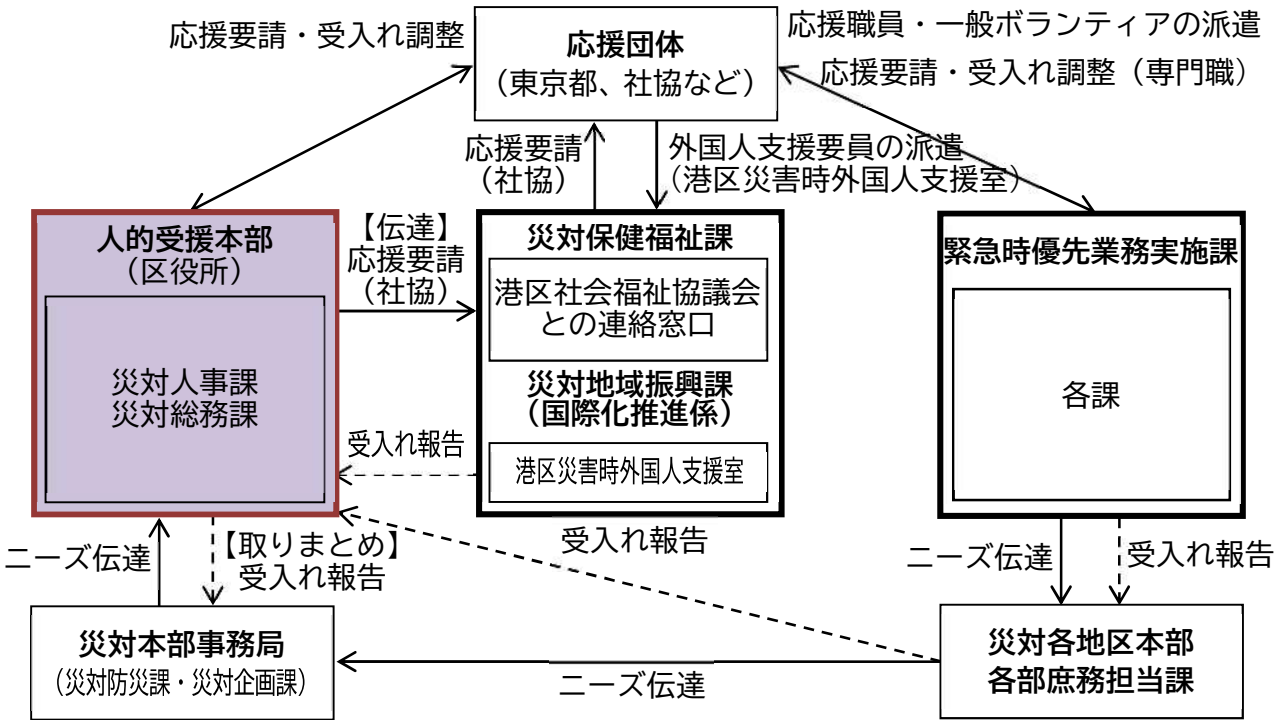 応援要請・受入れ調整
応援団体
（東京都、社協など）
応援職員・一般ボランティアの派遣
応援要請・受入れ調整（専門職）
応援要請
（社協）
外国人支援要員の派遣
（港区災害時外国人支援室）
人的受援本部
（区役所）
災対人事課
災対総務課
【伝達】
応援要請
（社協）
災対保健福祉課
港区社会福祉協議会
との連絡窓口
災対地域振興課
（国際化推進係）
港区災害時外国人支援室
受入れ報告
緊急時優先業務実施課
各課
ニーズ伝達
【取りまとめ】
受入れ報告
受入れ報告
ニーズ伝達
受入れ報告
災対本部事務局
（災対防災課・災対企画課）
ニーズ伝達
災対各地区本部
各部庶務担当課